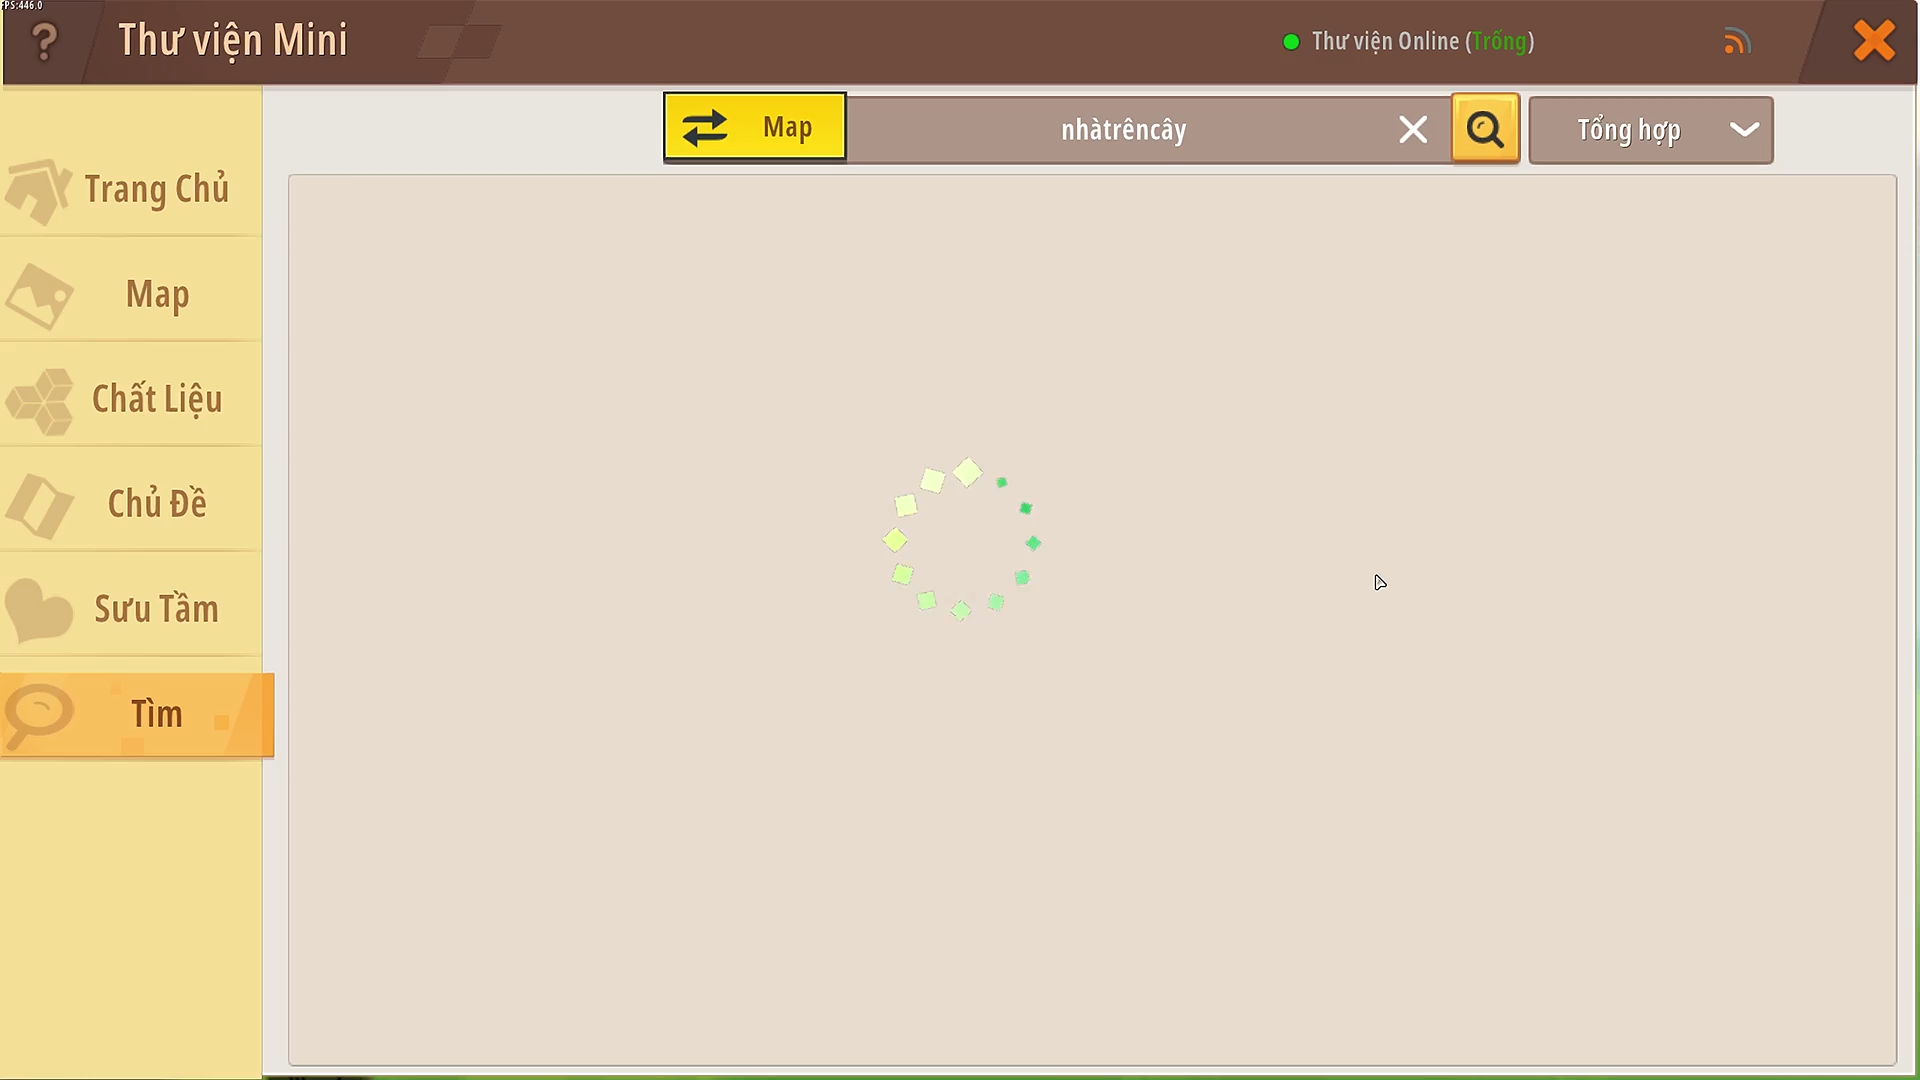 FPS:446.0
Thư viện Mini
Thư viện Online (Trống)
Map
nhàtrêncây
Tổng hợp
Trang Chủ
Map
Chất Liệu
Chủ Đề
Sưu Tầm
Tìm